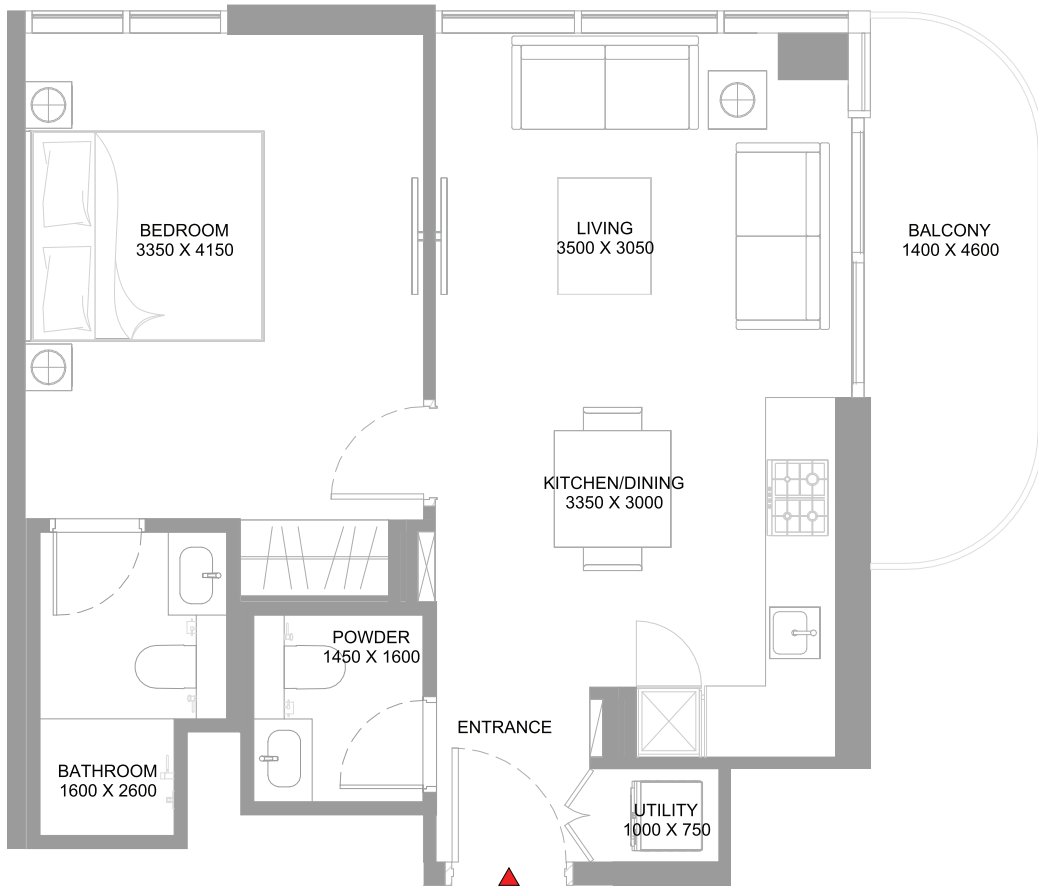 BEDROOM
3350 X 4150
LIVING
3500 X 3050
BALCONY
1400 X 4600
KITCHEN/DINING
3350 X 3000
POWDER
1450 X 1600
ENTRANCE
BATHROOM
1600 X 2600
UTILITY
1000 X 750